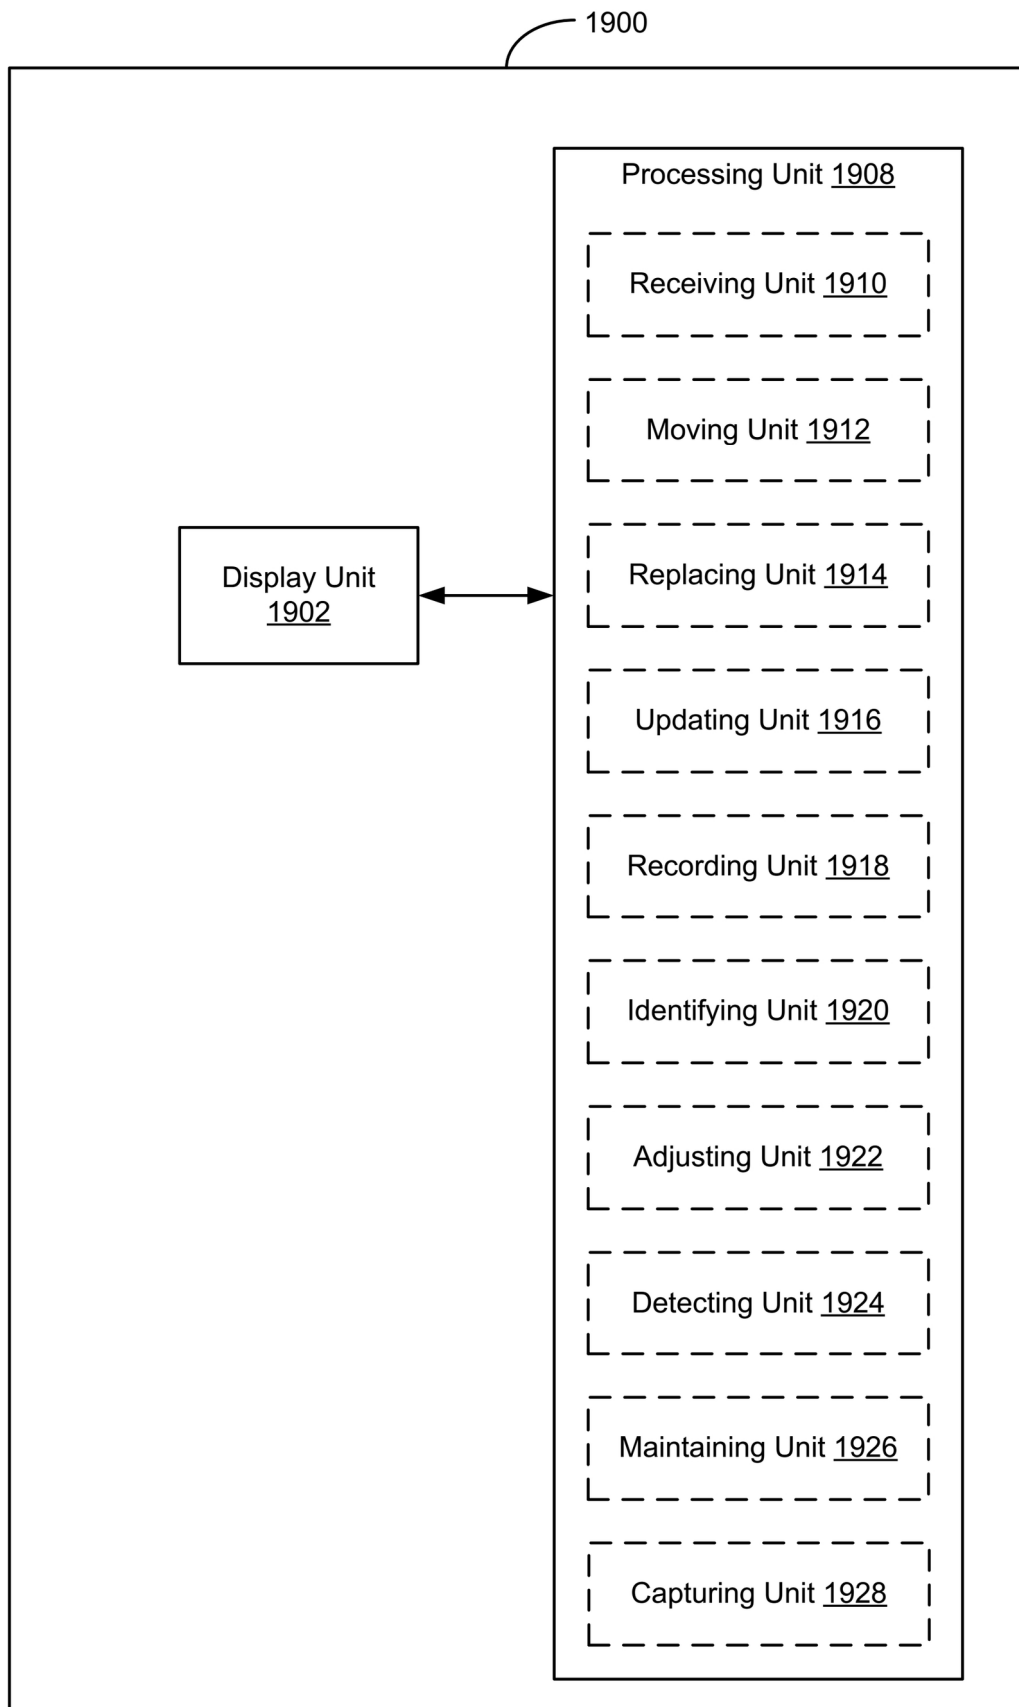 1900
Processing Unit 1908
Receiving Unit 1910
Moving Unit 1912
Replacing Unit 1914
Display Unit
1902
Updating Unit 1916
Recording Unit 1918
Identifying Unit 1920
Adjusting Unit 1922
Detecting Unit 1924
Maintaining Unit 1926
Capturing Unit 1928